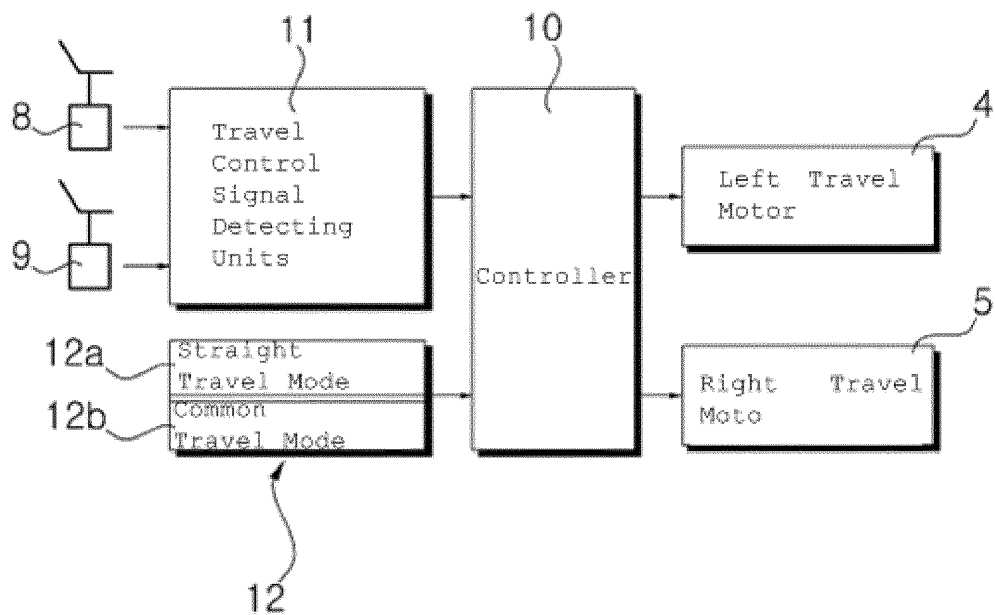 11
10
8
Travel
Control
Signal
Detecting
Units
4
Left Travel
Motor
9
Controller
12a
Straight
Travel Mode
12b
Common
Travel Mode
5
Right Travel
Moto
12